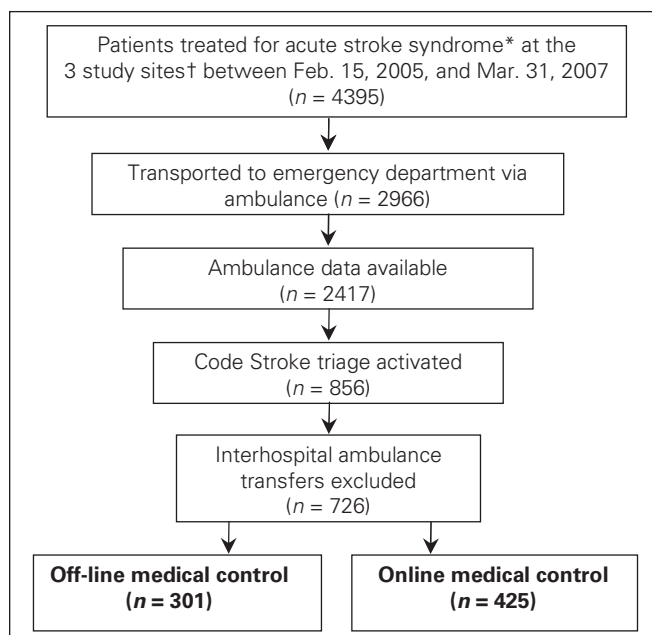 Patients treated for acute stroke syndrome* at the
3 study sites† between Feb. 15, 2005, and Mar. 31, 2007
(n = 4395)
Transported to emergency department via
ambulance (n = 2966)
Ambulance data available
(n = 2417)
Code Stroke triage activated
(n = 856)
Interhospital ambulance
transfers excluded
(n = 726)
Off-line medical control
(n = 301)
Online medical control
(n = 425)